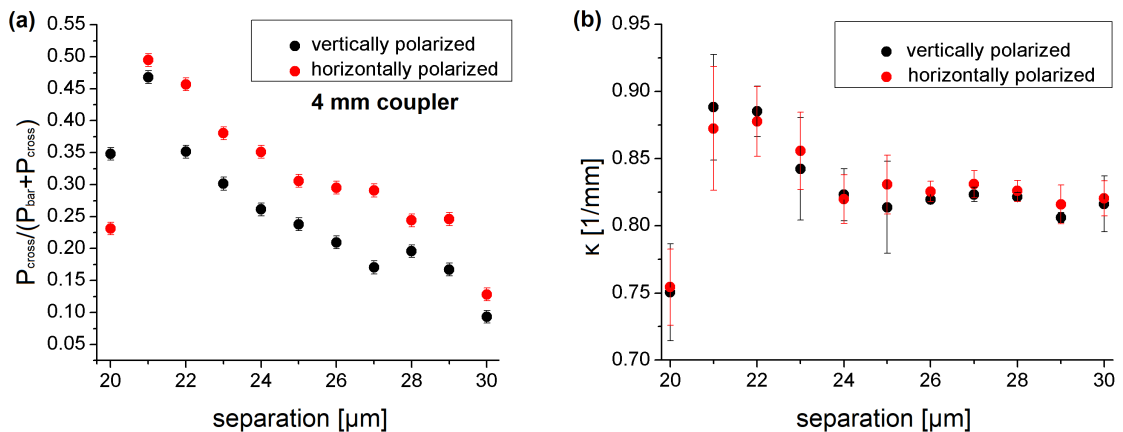 (a)
vertically polarized
horizontally polarized
4 mm coupler
0.55
0.50
0.45
0.40
0.35
0.30
0.25
0.20
0.15
0.10
0.05
Pcross/(Pbar+Pcross)
20 22 24 26 28 30
separation [µm]
(b)
vertically polarized
horizontally polarized
0.95
0.90
0.85
0.80
0.75
0.70
κ [1/mm]
20 22 24 26 28 30
separation [µm]